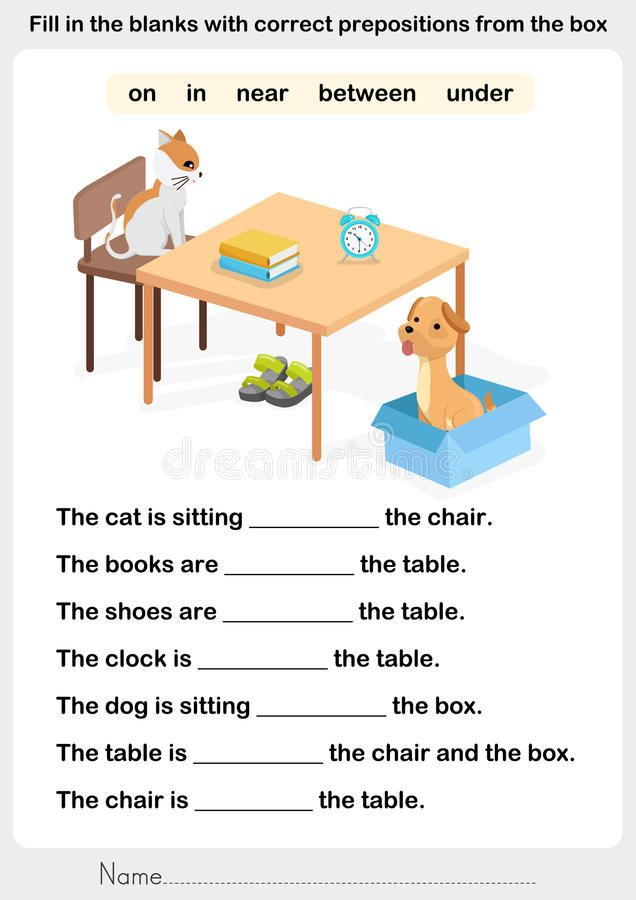 Fill in the blanks with correct prepositions from the box
on in near between under
dreamstime
The cat is sitting __________ the chair.
The books are __________ the table.
The shoes are __________ the table.
The clock is __________ the table.
The dog is sitting __________ the box.
The table is __________ the chair and the box.
The chair is _________ the table.
Name